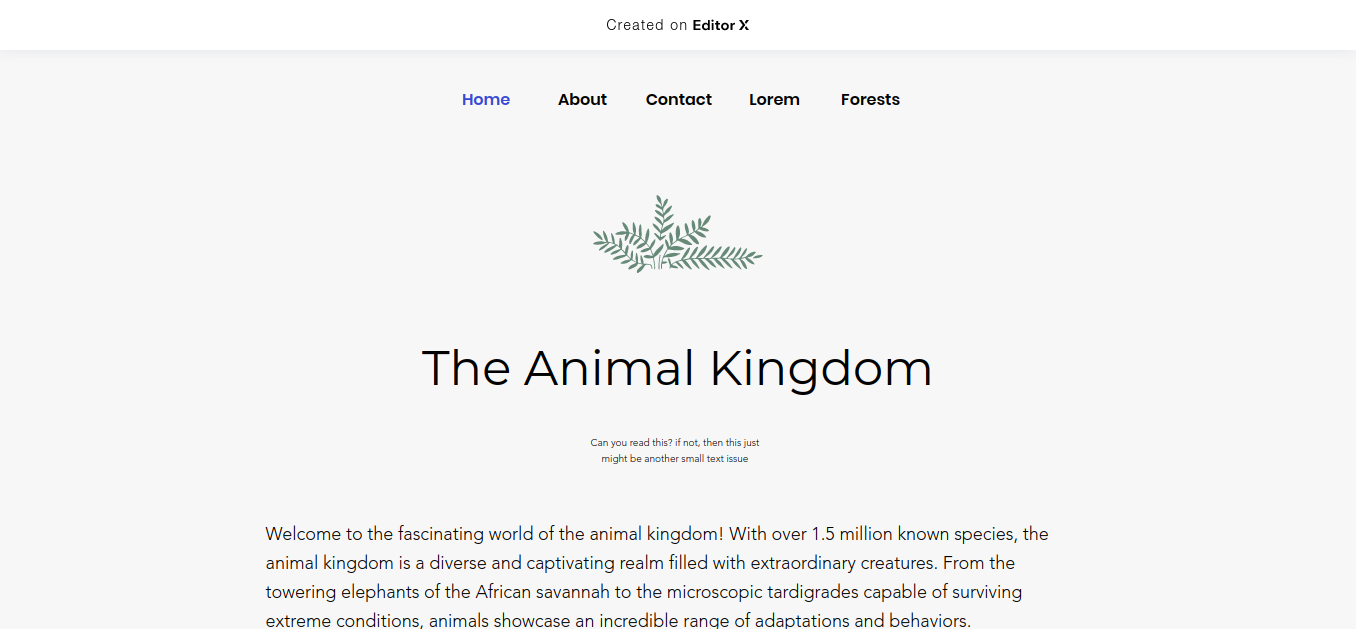 Created on Editor X
Home About Contact Lorem Forests
The Animal Kingdom
Can you read this? if not, then this just
might be another small text issue
Welcome to the fascinating world of the animal kingdom! With over 1.5 million known species, the
animal kingdom is a diverse and captivating realm filled with extraordinary creatures. From the
towering elephants of the African savannah to the microscopic tardigrades capable of surviving
extreme conditions, animals showcase an incredible range of adaptations and behaviors.